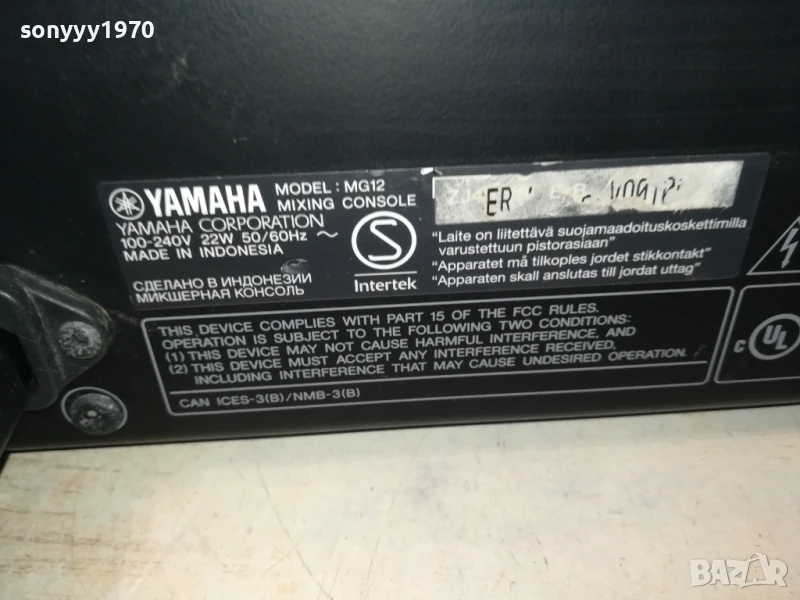 sonyyy1970
YAMAHA
MODEL : MG12
MIXING CONSOLE
YAMAHA CORPORATION
100-240V 22W 50/60Hz ~
MADE IN INDONESIA
СДЕЛАНО В ИНДОНЕЗИИ
МИКШЕРНАЯ КОНСОЛЬ
S
Intertek
ER
"Laite on liitettävä suojamaadoituskoskettimilla
varustettuun pistorasiaan"
"Apparatet må tilkoples jordet stikkontakt"
"Apparaten skall anslutas till jordat uttag"
THIS DEVICE COMPLIES WITH PART 15 OF THE FCC RULES.
OPERATION IS SUBJECT TO THE FOLLOWING TWO CONDITIONS:
(1) THIS DEVICE MAY NOT CAUSE HARMFUL INTERFERENCE, AND
(2) THIS DEVICE MUST ACCEPT ANY INTERFERENCE RECEIVED,
INCLUDING INTERFERENCE THAT MAY CAUSE UNDESIRED OPERATION.
CAN ICES-3(B)/NMB-3(B)
C UL
BAZAR